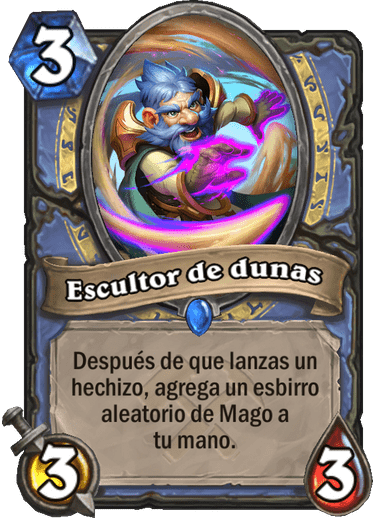 3
Escultor de dunas
Después de que lanzas un
hechizo, agrega un esbirro
aleatorio de Mago a
tu mano.
3
3